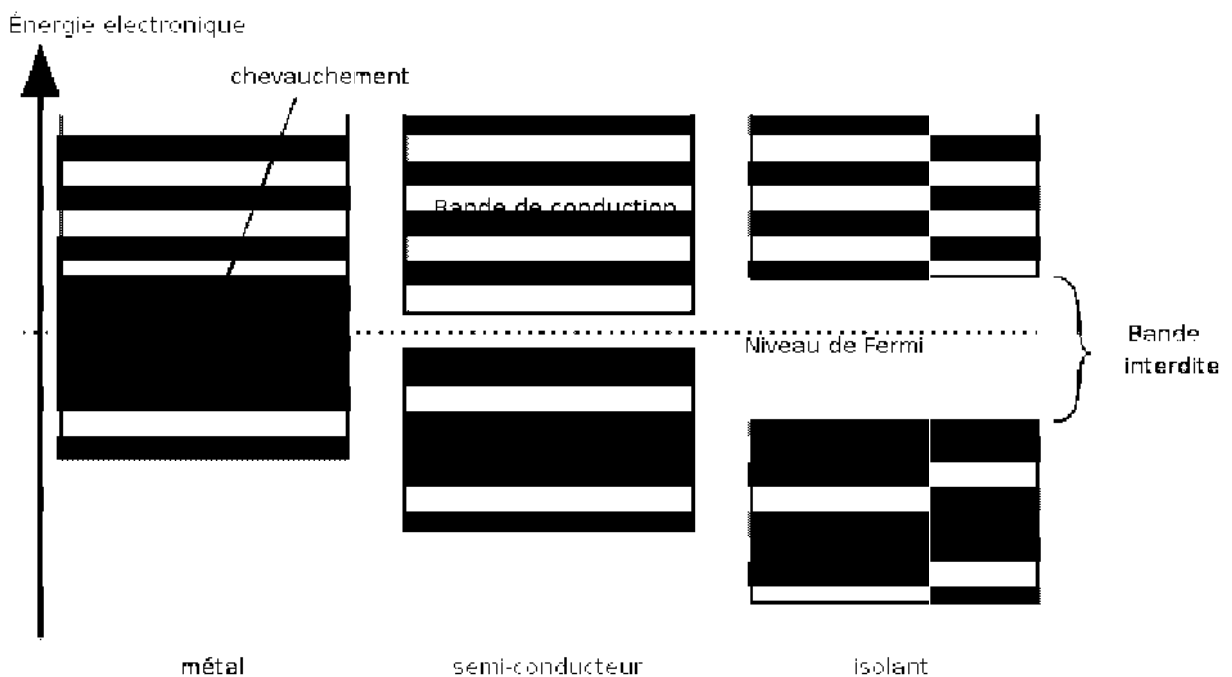 Énergie electronique
chevauchement
Bande de conduction
Niveau de Fermi
Bande
interdite
métal
semi-conducteur
isolant